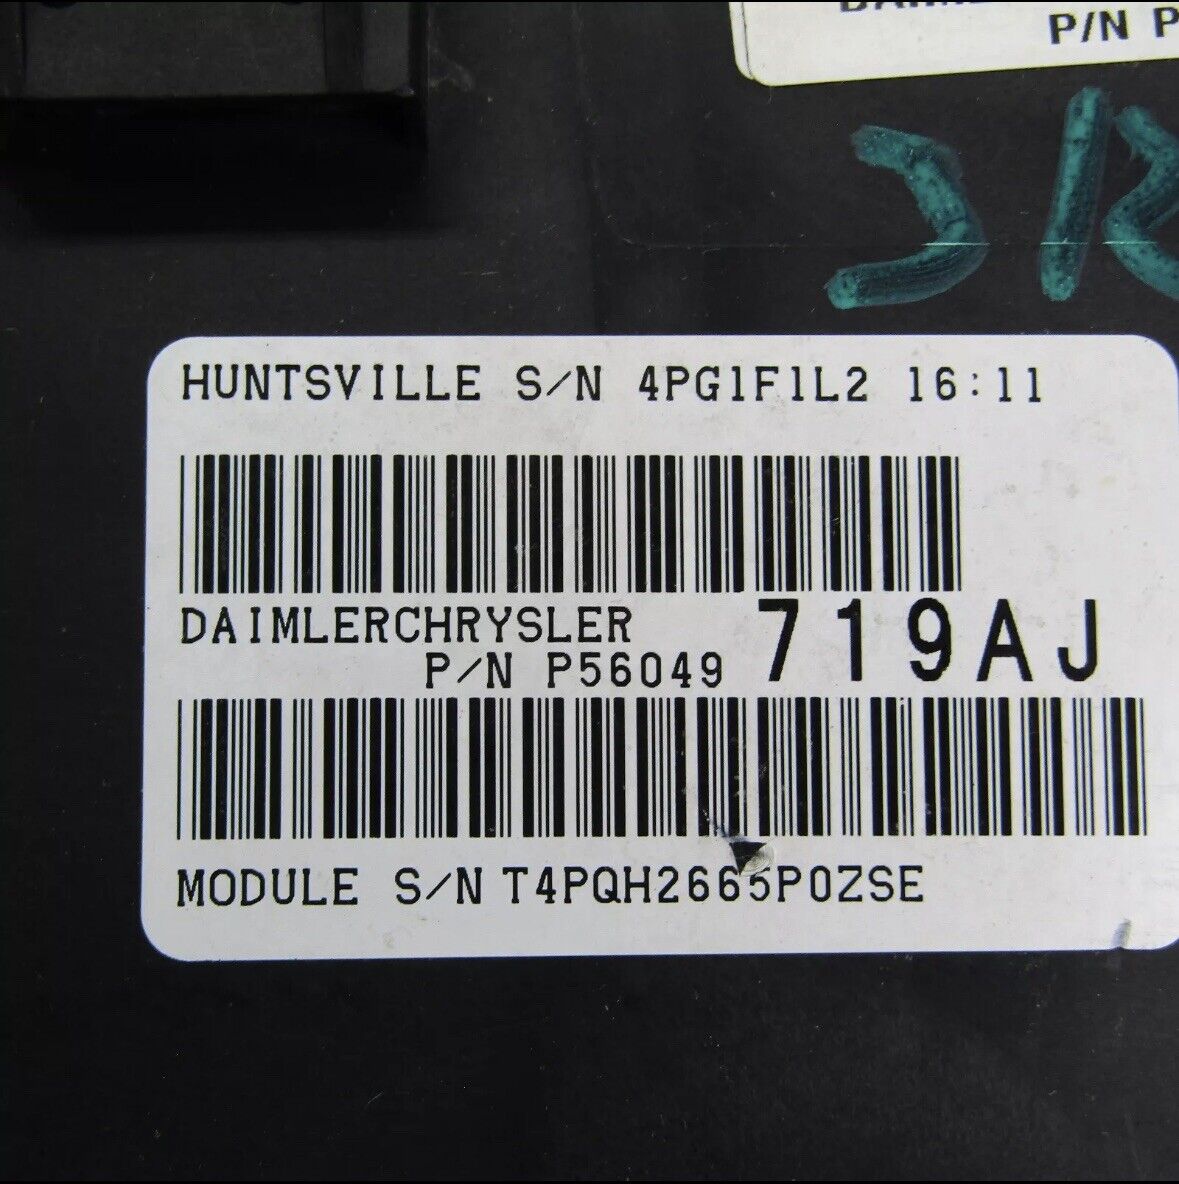 P/N P
HUNTSVILLE S/N 4PG1F1L2 16:11
DAIMLERCHRYSLER
P/N P56049 719AJ
MODULE S/N T4PQH2665P0ZSE